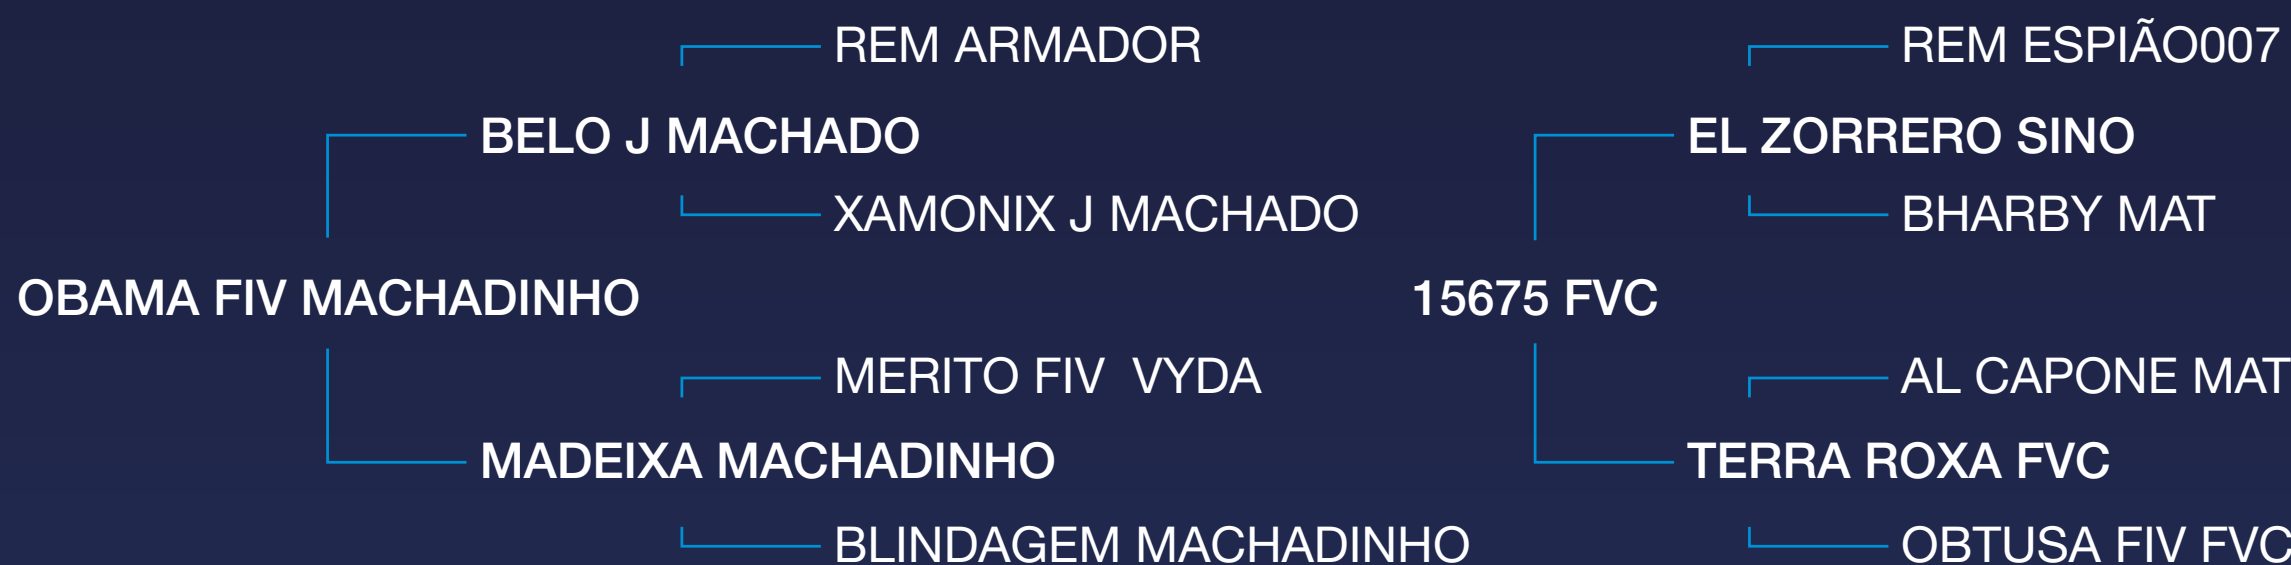 REM ARMADOR
BELO J MACHADO
XAMONIX J MACHADO
OBAMA FIV MACHADINHO
MERITO FIV  VYDA
MADEIXA MACHADINHO
BLINDAGEM MACHADINHO
REM ESPIÃO007
EL ZORRERO SINO
BHARBY MAT
15675 FVC
AL CAPONE MAT
TERRA ROXA FVC
OBTUSA FIV FVC